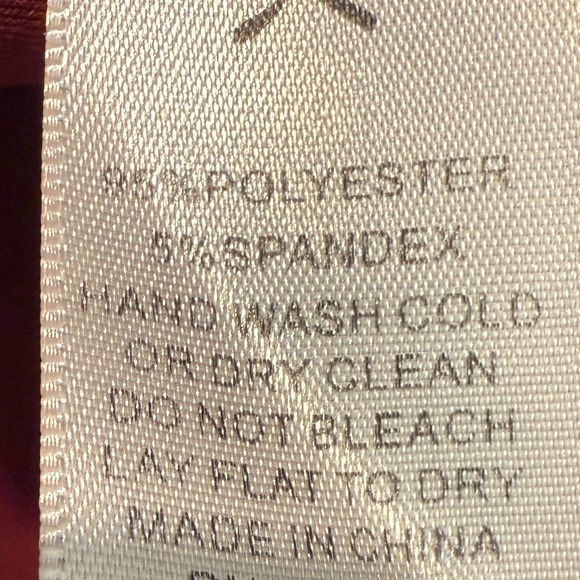 95%POLYESTER
5%SPANDEX
HAND WASH COLD
OR DRY CLEAN
DO NOT BLEACH
LAY FLAT TO DRY
MADE IN CHINA